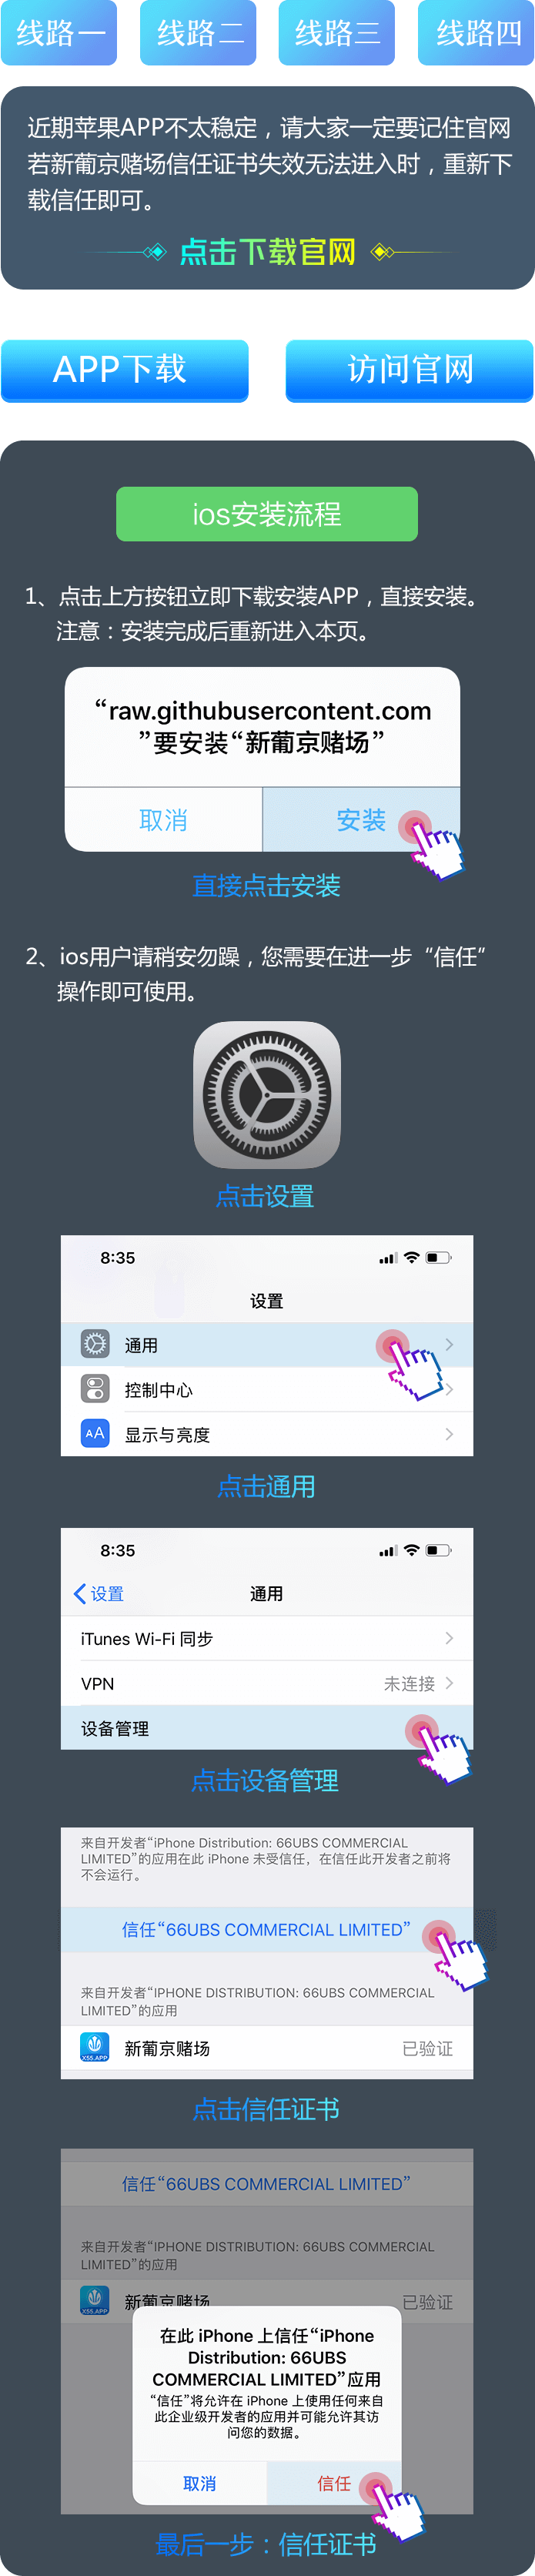 线路一 线路二 线路三 线路四
近期苹果APP不太稳定，请大家一定要记住官网
若新葡京赌场信任证书失效无法进入时，重新下
载信任即可。
点击下载官网
APP下载 访问官网
ios安装流程
1、点击上方按钮立即下载安装APP，直接安装。
注意：安装完成后重新进入本页。
“raw.githubusercontent.com
”要安装“新葡京赌场”
取消 安装
直接点击安装
2、ios用户请稍安勿躁，您需要在进一步“信任”
操作即可使用。
点击设置
8:35
设置
通用
控制中心
AA 显示与亮度
点击通用
8:35
设置 通用
iTunes Wi-Fi 同步
VPN 未连接
设备管理
点击设备管理
来自开发者“iPhone Distribution: 66UBS COMMERCIAL
LIMITED”的应用在此 iPhone 未受信任，在信任此开发者之前将
不会运行。
信任“66UBS COMMERCIAL LIMITED”
来自开发者“IPHONE DISTRIBUTION: 66UBS COMMERCIAL
LIMITED”的应用
X55.APP 新葡京赌场 已验证
点击信任证书
信任“66UBS COMMERCIAL LIMITED”
来自开发者“IPHONE DISTRIBUTION: 66UBS COMMERCIAL
LIMITED”的应用
X55.APP 新葡京赌场 已验证
在此 iPhone 上信任“iPhone
Distribution: 66UBS
COMMERCIAL LIMITED”应用
“信任”将允许在 iPhone 上使用任何来自
此企业级开发者的应用并可能允许其访
问您的数据。
取消 信任
最后一步：信任证书